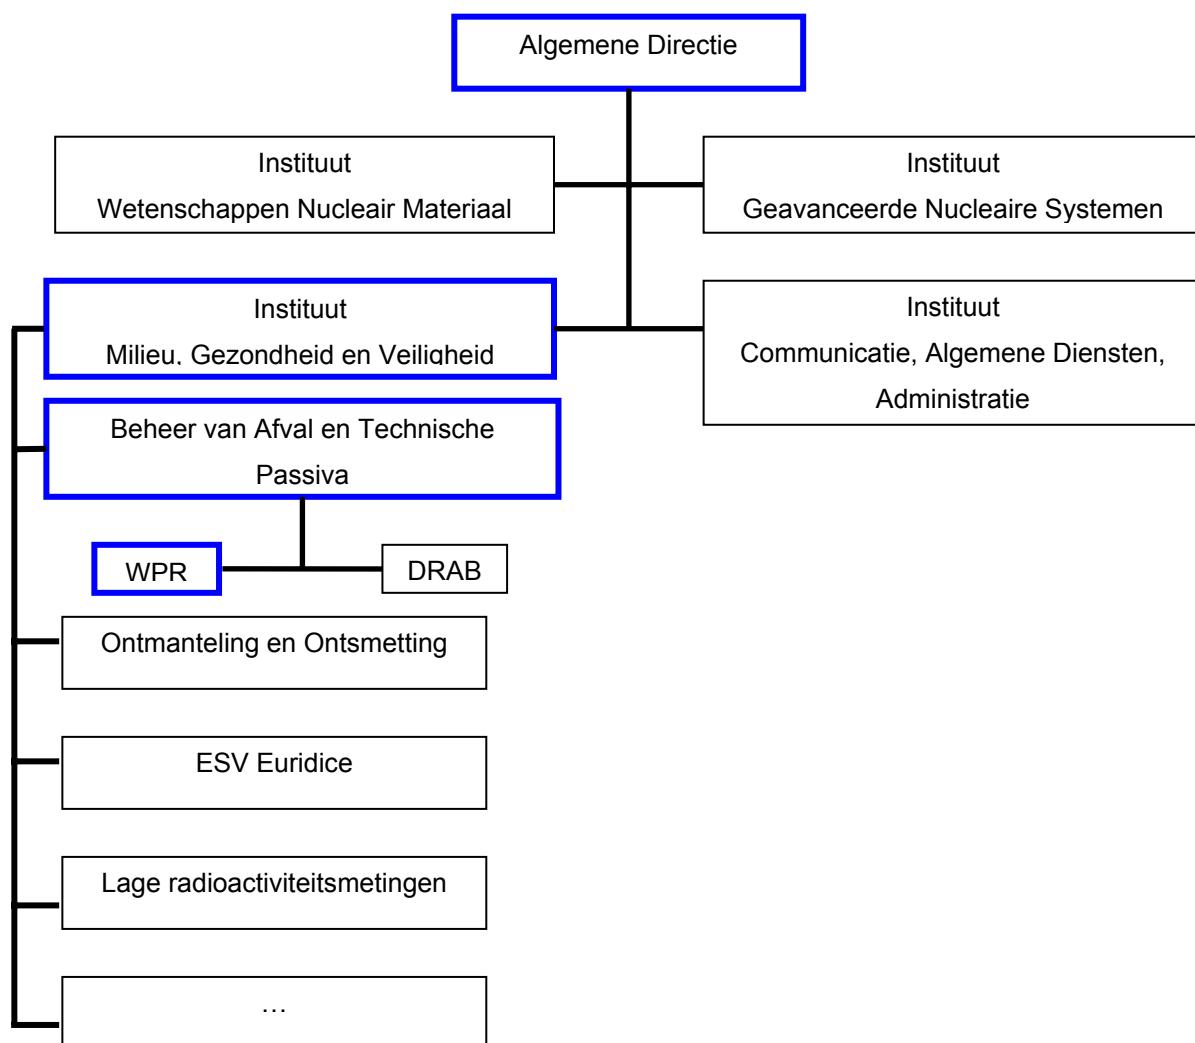 Algemene Directie
Instituut
Wetenschappen Nucleair Materiaal
Instituut
Geavanceerde Nucleaire Systemen
Instituut
Milieu, Gezondheid en Veiligheid
Instituut
Communicatie, Algemene Diensten,
Administratie
Beheer van Afval en Technische
Passiva
WPR
DRAB
Ontmanteling en Ontsmetting
ESV Euridice
Lage radioactiviteitsmetingen
…